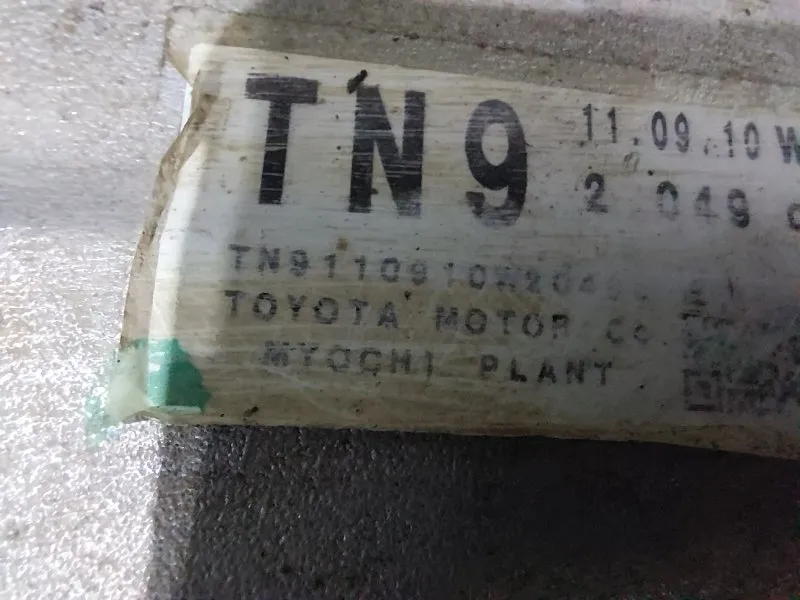 TN9
11.09.10 W
2 049
TOYOTA MOTOR Co
MYOCHI PLANT